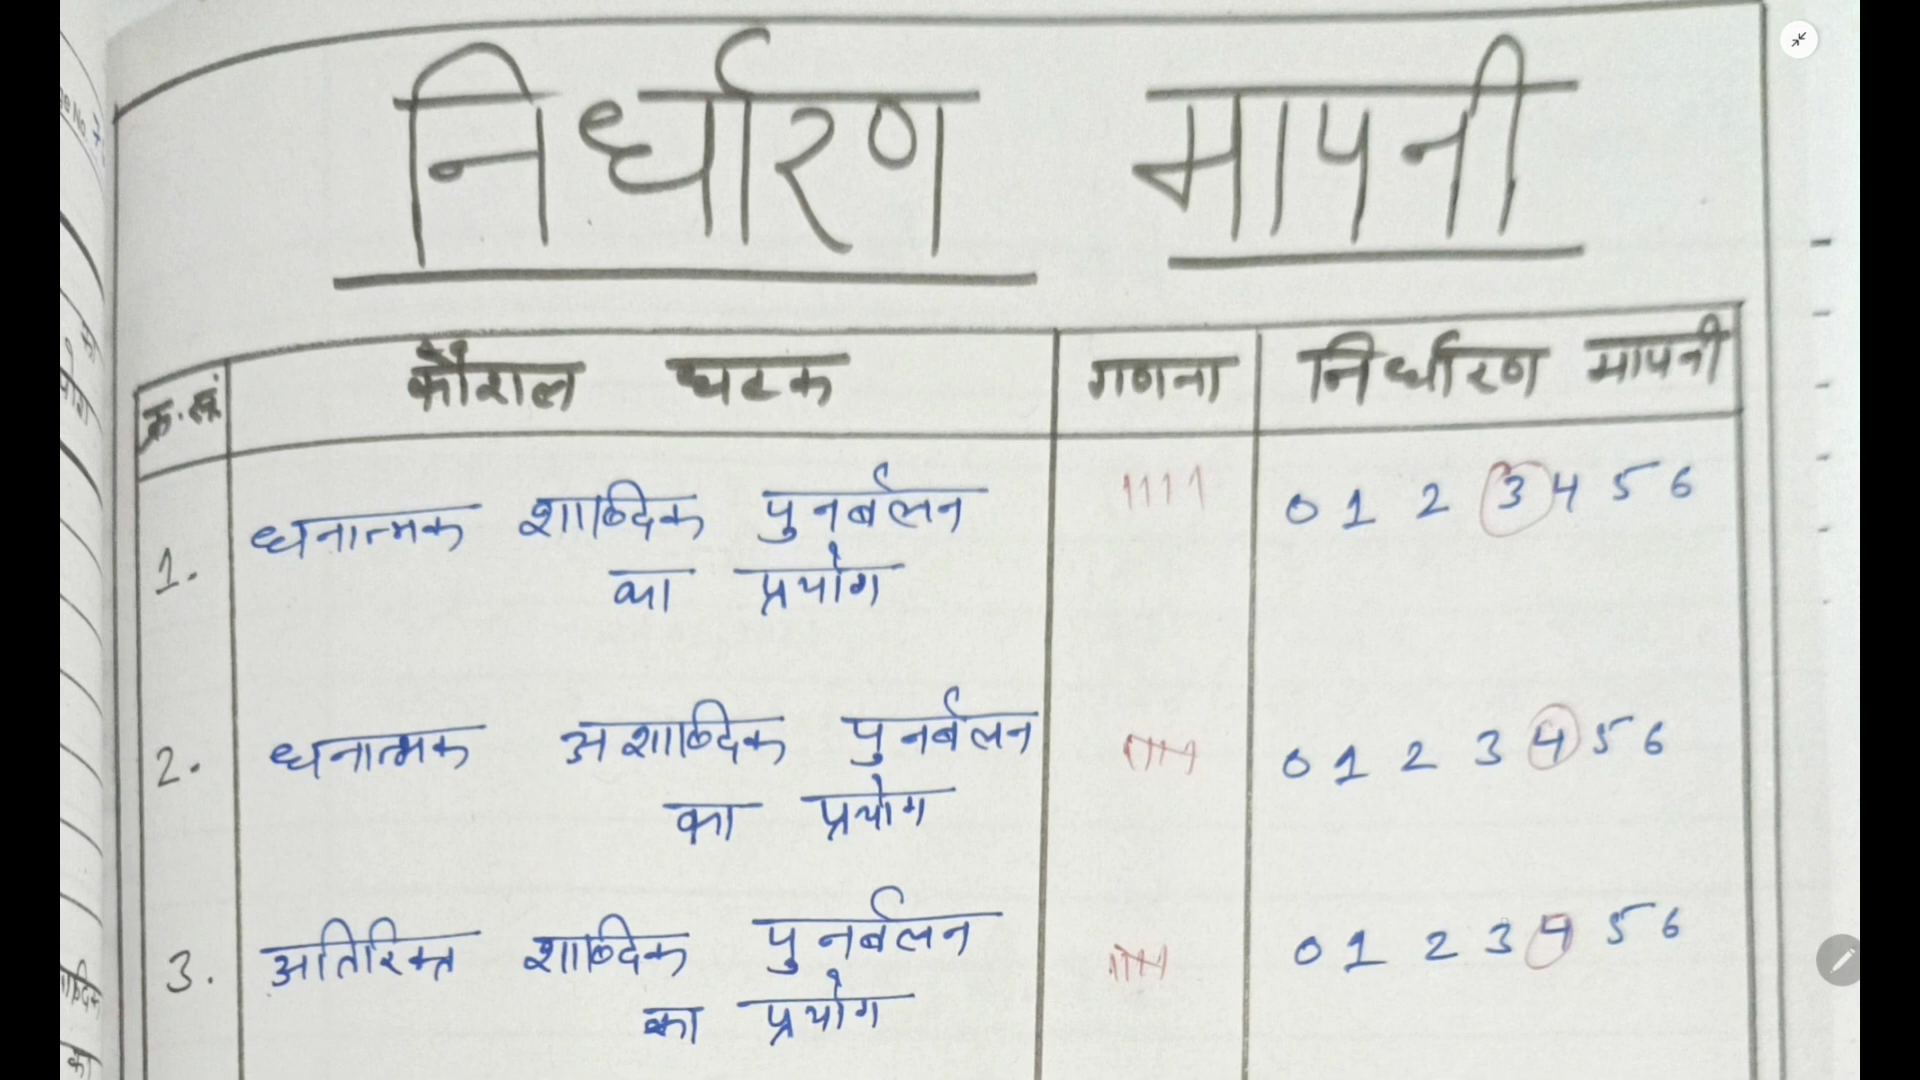 निर्धारण मापनी
क्र.सं. कौशल घटक गणना निर्धारण मापनी
1. धनात्मक शाब्दिक पुनर्बलन 0 1 2 3 4 5 6
का प्रयोग
2. धनात्मक अशाब्दिक पुनर्बलन 0 1 2 3 4 5 6
का प्रयोग
3. अतिरिक्त शाब्दिक पुनर्बलन 0 1 2 3 4 5 6
का प्रयोग